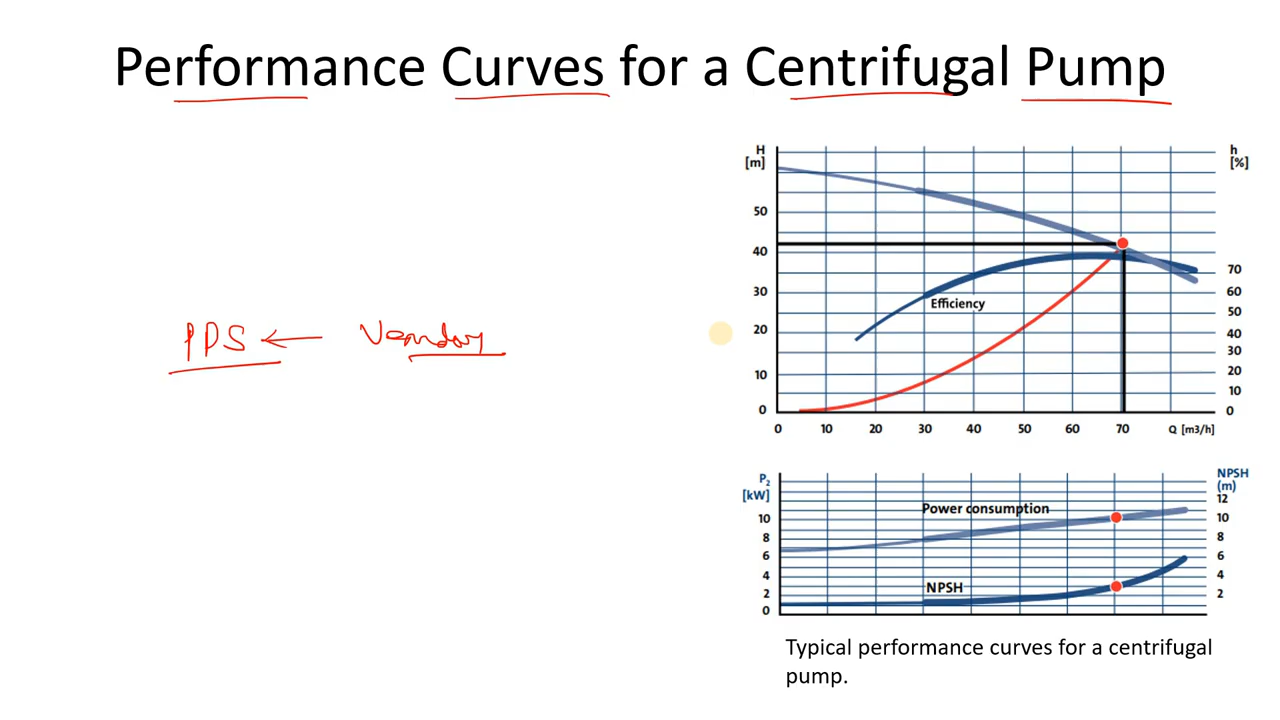 Performance Curves for a Centrifugal Pump
PPS ← Vendor
H
[m]
h
[%]
50
40
30
20
10
0
70
60
50
40
30
20
10
0
Efficiency
0 10 20 30 40 50 60 70 Q [m3/h]
P2
[kW]
NPSH
(m)
10
8
6
4
2
0
12
10
8
6
4
2
Power consumption
NPSH
Typical performance curves for a centrifugal
pump.